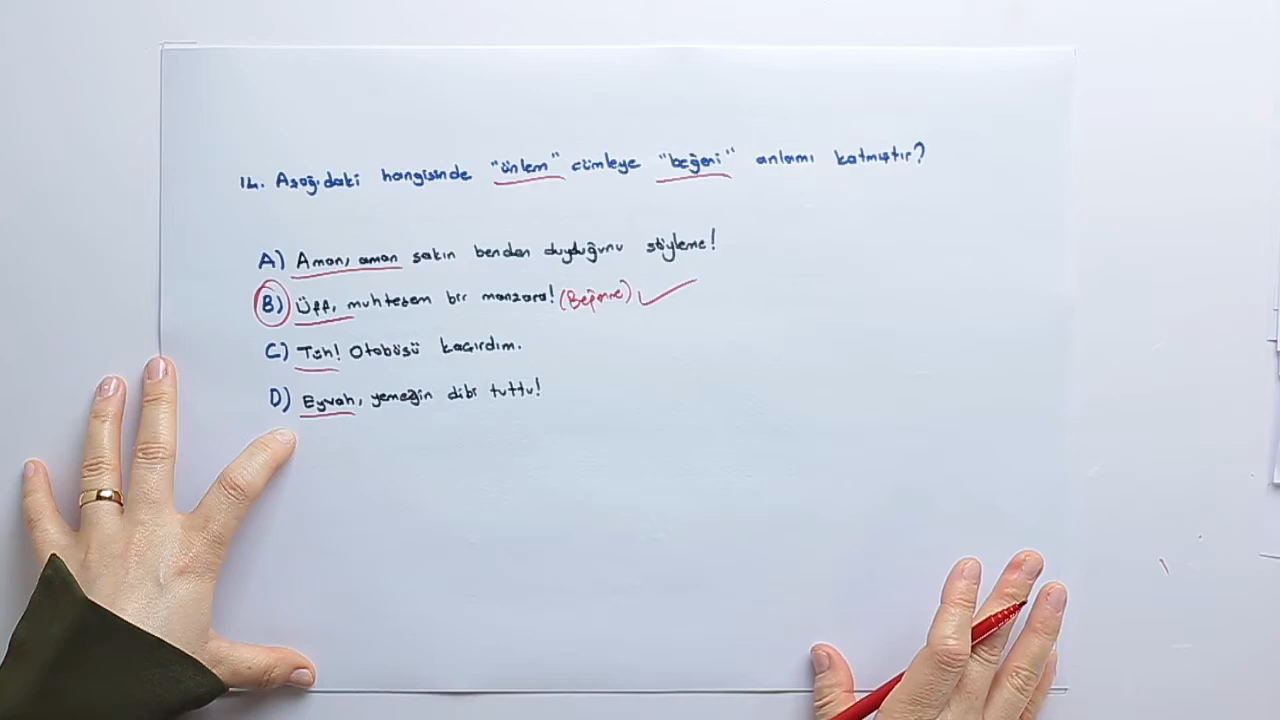 14. Aşağıdaki hangisinde "ünlem" cümleye "beğeni" anlamı katmıştır?
A) Aman, aman sakın benden duyduğunu söyleme!
B) Üff, muhteşem bir manzara! (Beğenme) ✓
C) Tüh! Otobüsü kaçırdım.
D) Eyvah, yemeğin dibi tuttu!